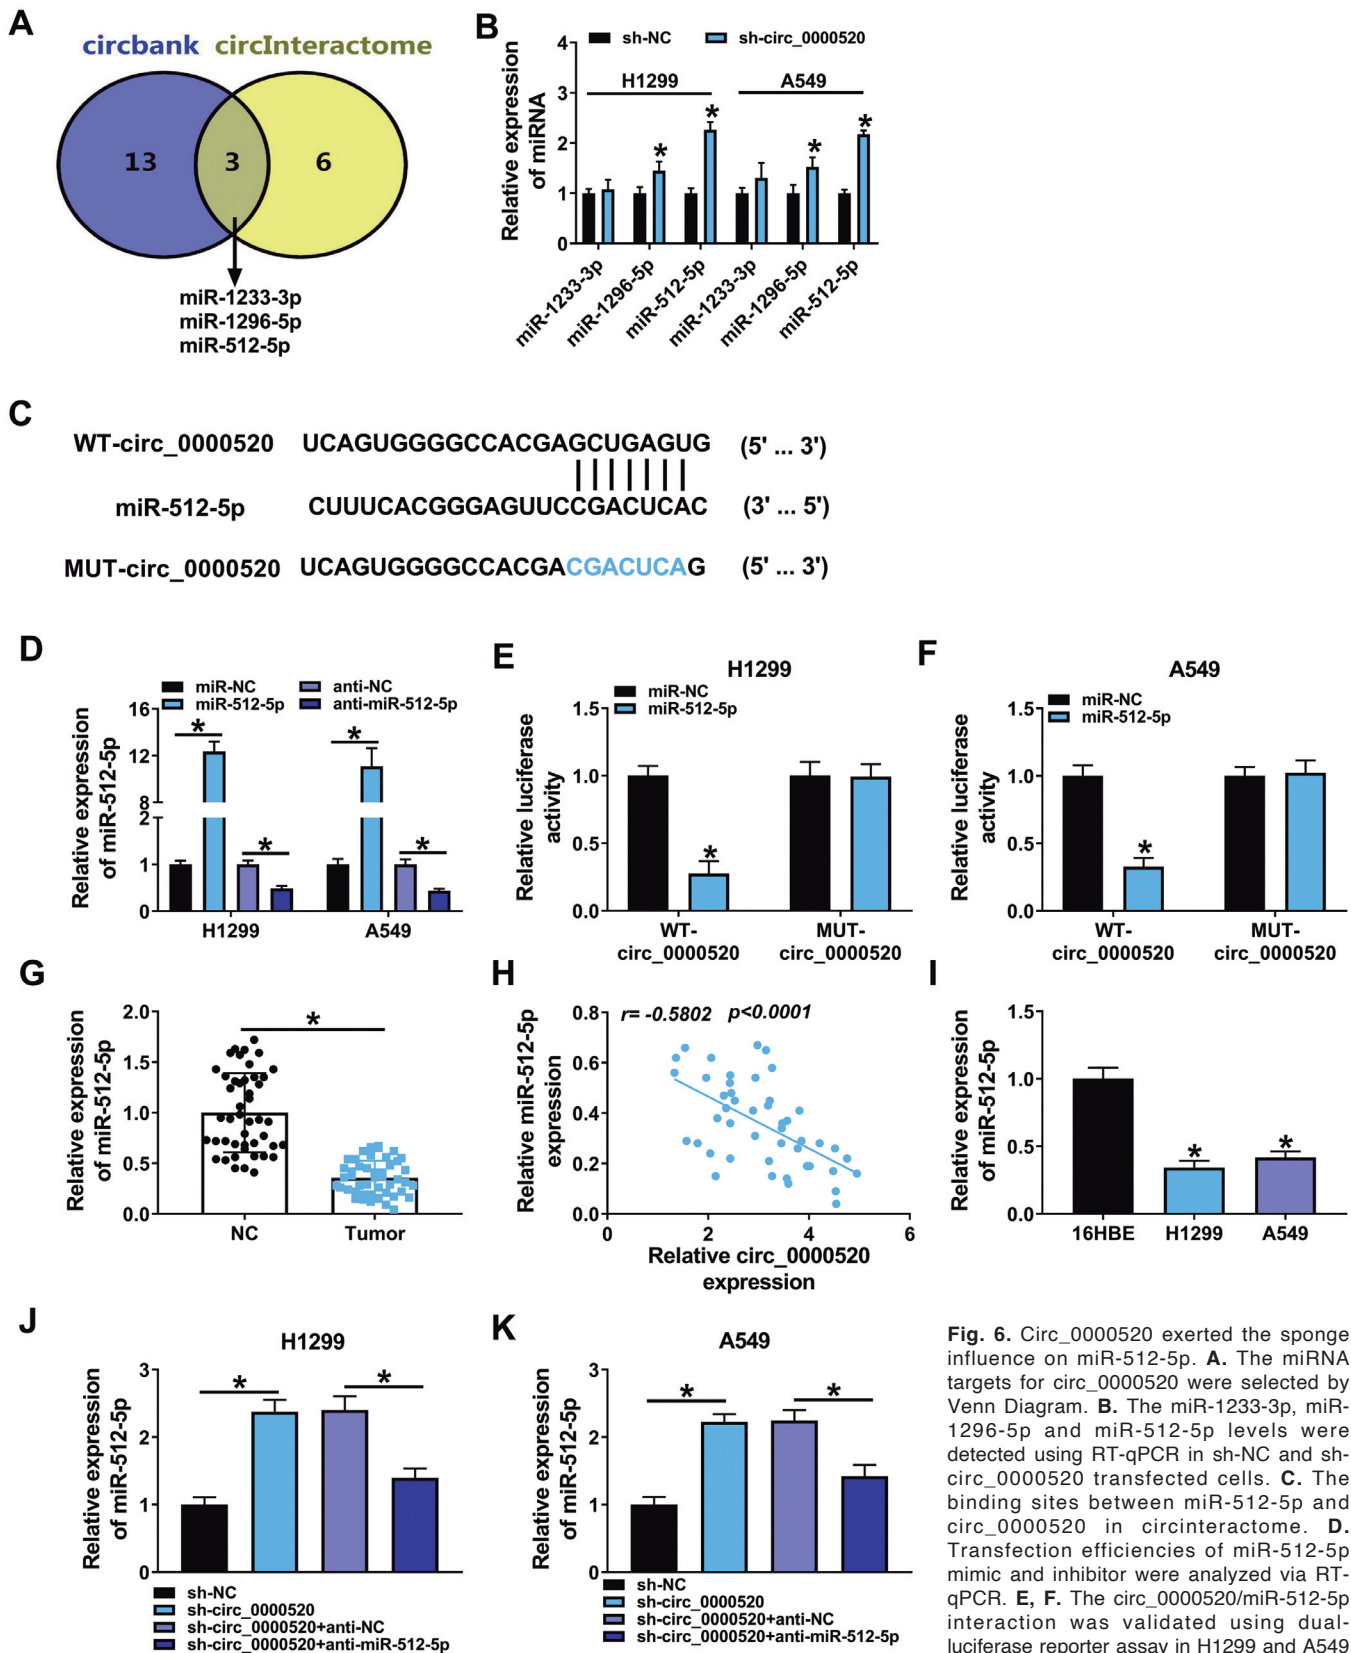 A
circbank circInteractome
13 3 6
miR-1233-3p
miR-1296-5p
miR-512-5p
B
sh-NC sh-circ_0000520
H1299 A549
Relative expression
of miRNA
4
3
2
1
0
* * * *
miR-1233-3p miR-1296-5p miR-512-5p miR-1233-3p miR-1296-5p miR-512-5p
C
WT-circ_0000520 UCAGUGGGGCCACGAGCUGAGUG (5' ... 3')
miR-512-5p CUUUCACGGGAGUUCCGACUCAC (3' ... 5')
MUT-circ_0000520 UCAGUGGGGCCACGACGACUCAG (5' ... 3')
D
miR-NC anti-NC
miR-512-5p anti-miR-512-5p
Relative expression
of miR-512-5p
16
12
8
2
1
0
* * * *
H1299 A549
E
H1299
miR-NC
miR-512-5p
Relative luciferase
activity
1.5
1.0
0.5
0.0
*
WT- MUT-
circ_0000520 circ_0000520
F
A549
miR-NC
miR-512-5p
Relative luciferase
activity
1.5
1.0
0.5
0.0
*
WT- MUT-
circ_0000520 circ_0000520
G
Relative expression
of miR-512-5p
2.0
1.5
1.0
0.5
0.0
*
NC Tumor
H
r= -0.5802 p<0.0001
Relative miR-512-5p
expression
0.8
0.6
0.4
0.2
0.0
0 2 4 6
Relative circ_0000520
expression
I
Relative expression
of miR-512-5p
1.5
1.0
0.5
0.0
* *
16HBE H1299 A549
J
H1299
Relative expression
of miR-512-5p
3
2
1
0
* *
sh-NC
sh-circ_0000520
sh-circ_0000520+anti-NC
sh-circ_0000520+anti-miR-512-5p
K
A549
Relative expression
of miR-512-5p
3
2
1
0
* *
sh-NC
sh-circ_0000520
sh-circ_0000520+anti-NC
sh-circ_0000520+anti-miR-512-5p
Fig. 6. Circ_0000520 exerted the sponge
influence on miR-512-5p. A. The miRNA
targets for circ_0000520 were selected by
Venn Diagram. B. The miR-1233-3p, miR-
1296-5p and miR-512-5p levels were
detected using RT-qPCR in sh-NC and sh-
circ_0000520 transfected cells. C. The
binding sites between miR-512-5p and
circ_0000520 in circinteractome. D.
Transfection efficiencies of miR-512-5p
mimic and inhibitor were analyzed via RT-
qPCR. E, F. The circ_0000520/miR-512-5p
interaction was validated using dual-
luciferase reporter assay in H1299 and A549